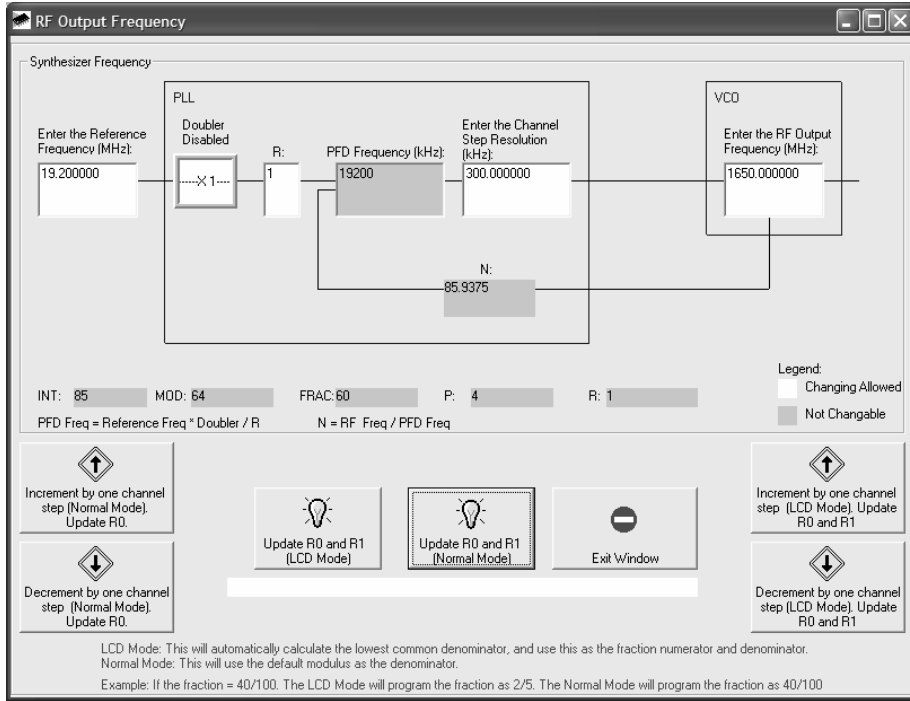 RF Output Frequency
Synthesizer Frequency
PLL
VCO
Enter the Reference
Frequency (MHz):
19.200000
Doubler
Disabled
-----X 1----
R:
1
PFD Frequency (kHz):
19200
Enter the Channel
Step Resolution
(kHz):
300.000000
Enter the RF Output
Frequency (MHz):
1650.000000
N:
85.9375
INT: 85
MOD: 64
FRAC: 60
P: 4
R: 1
Legend:
Changing Allowed
Not Changable
PFD Freq = Reference Freq * Doubler / R
N = RF Freq / PFD Freq
Increment by one channel
step (Normal Mode).
Update R0.
Decrement by one channel
step (Normal Mode).
Update R0.
Update R0 and R1
(LCD Mode)
Update R0 and R1
(Normal Mode)
Exit Window
Increment by one channel
step (LCD Mode). Update
R0 and R1
Decrement by one channel
step (LCD Mode). Update
R0 and R1
LCD Mode: This will automatically calculate the lowest common denominator, and use this as the fraction numerator and denominator.
Normal Mode: This will use the default modulus as the denominator.
Example: If the fraction = 40/100. The LCD Mode will program the fraction as 2/5. The Normal Mode will program the fraction as 40/100